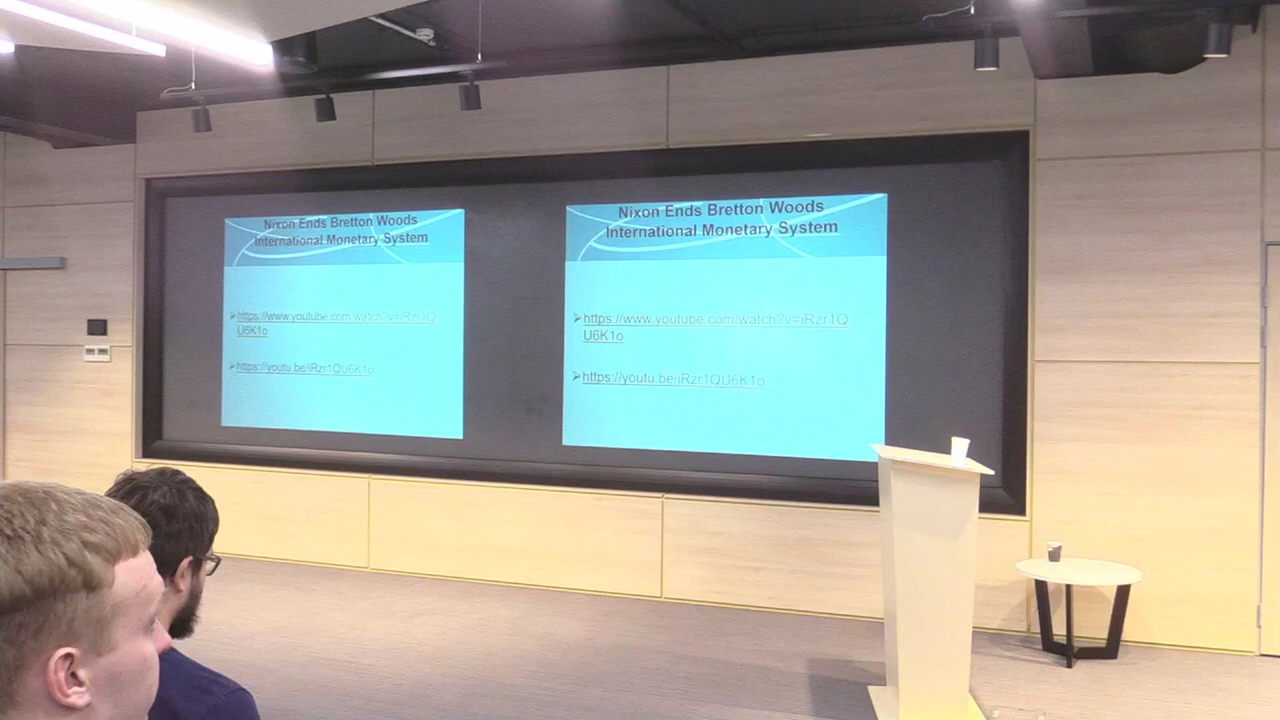 Nixon Ends Bretton Woods
International Monetary System
➢https://www.youtube.com/watch?v=iRzr1Q
U6K1o
➢https://youtu.be/iRzr1QU6K1o
Nixon Ends Bretton Woods
International Monetary System
➢https://www.youtube.com/watch?v=iRzr1Q
U6K1o
➢https://youtu.be/iRzr1QU6K1o